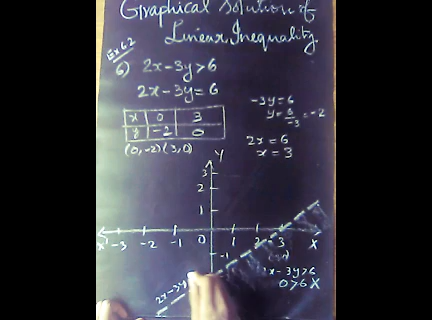 Graphical Solution of
Linear Inequality.
Ex 6.2
6) 2x-3y>6
2x-3y=6
x 0 3
y -2 0
(0,-2) (3,0)
-3y=6
y=6/-3=-2
2x=6
x=3
Y
3
2
1
X' -3 -2 -1 0 1 2 3 X
-1
2x-3y
2x-3y>6
0>6 X